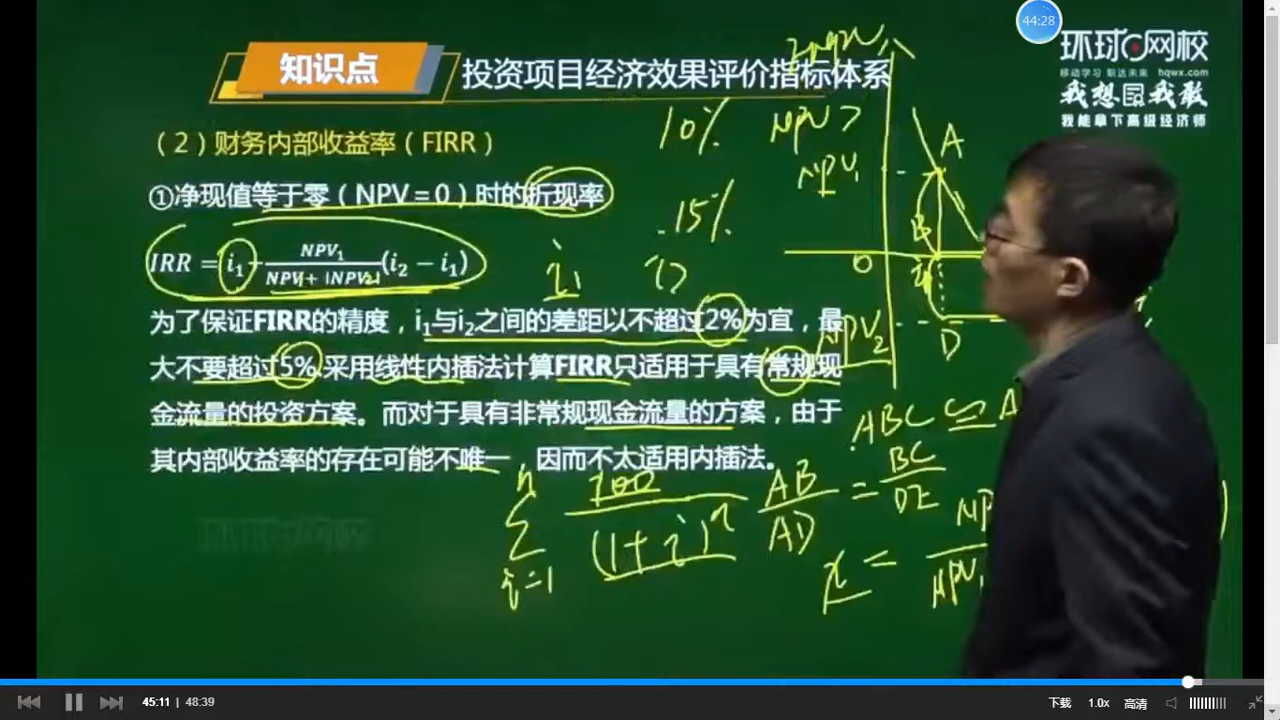 44:28
环球网校
移动学习 职达未来 hqwx.com
我想 我敢
我能拿下高级经济师
知识点
投资项目经济效果评价指标体系
(2)财务内部收益率(FIRR)
①净现值等于零(NPV=0)时的折现率
IRR = i₁ + NPV₁ / (NPV₁ + |NPV₂|) (i₂ − i₁)
为了保证FIRR的精度,i₁与i₂之间的差距以不超过2%为宜,最
大不要超过5%.采用线性内插法计算FIRR只适用于具有常规现
金流量的投资方案。而对于具有非常规现金流量的方案,由于
其内部收益率的存在可能不唯一,因而不太适用内插法。
10%
15%
i₁
NPV >
NPV₁
A
B
0
NPV₂
D
ABC ≌
n
Σ
i=1
100 / (1+i)ⁿ
AB / AD = BC / DE
x =
NPV₁
45:11 | 48:39
下载
1.0x
高清